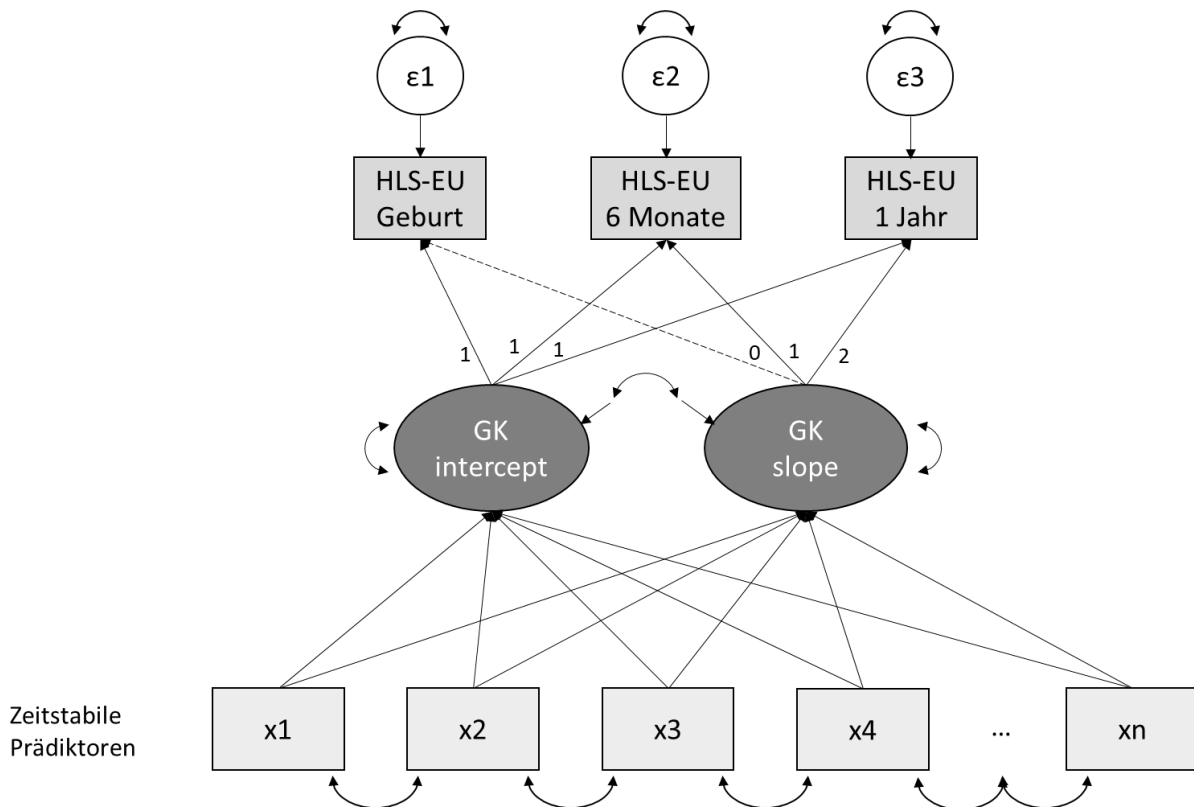 ε1
ε2
ε3
HLS-EU
Geburt
HLS-EU
6 Monate
HLS-EU
1 Jahr
1
1
1
0
1
2
GK
intercept
GK
slope
Zeitstabile
Prädiktoren
x1
x2
x3
x4
...
xn